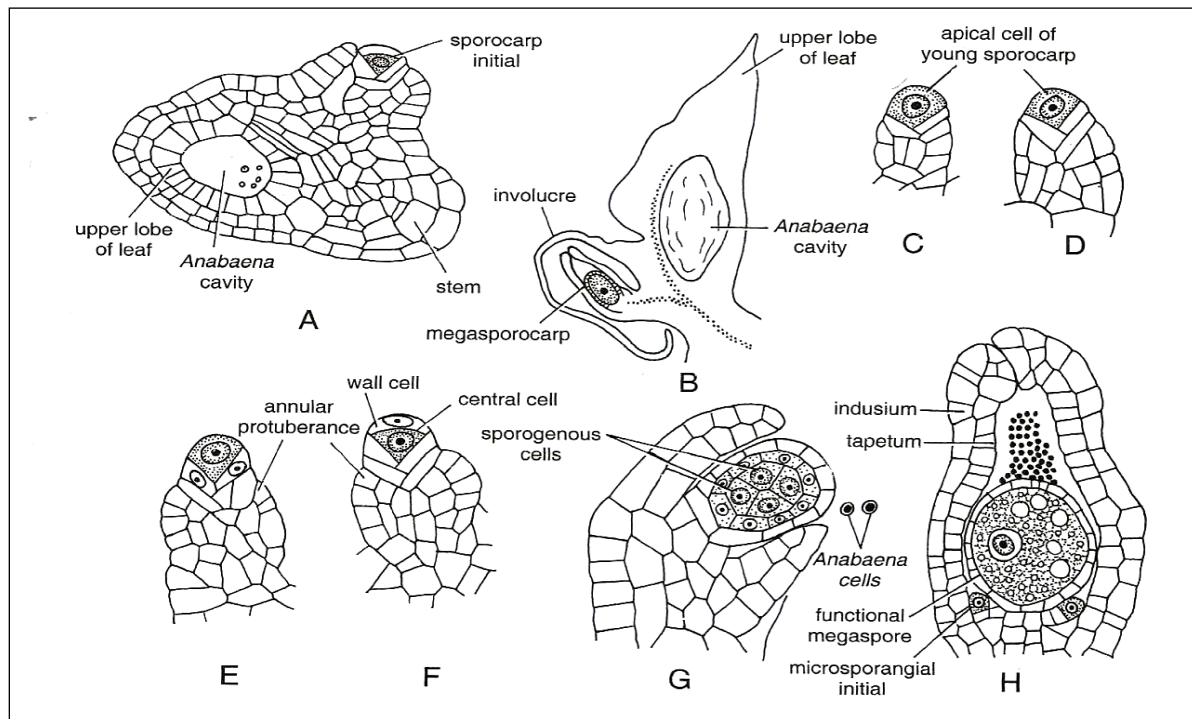 sporocarp
initial
upper lobe
of leaf
Anabaena
cavity
stem
A
upper lobe
of leaf
involucre
Anabaena
cavity
megasporocarp
B
apical cell of
young sporocarp
C
D
annular
protuberance
E
wall cell
central cell
F
sporogenous
cells
Anabaena
cells
G
indusium
tapetum
functional
megaspore
microsporangial
initial
H